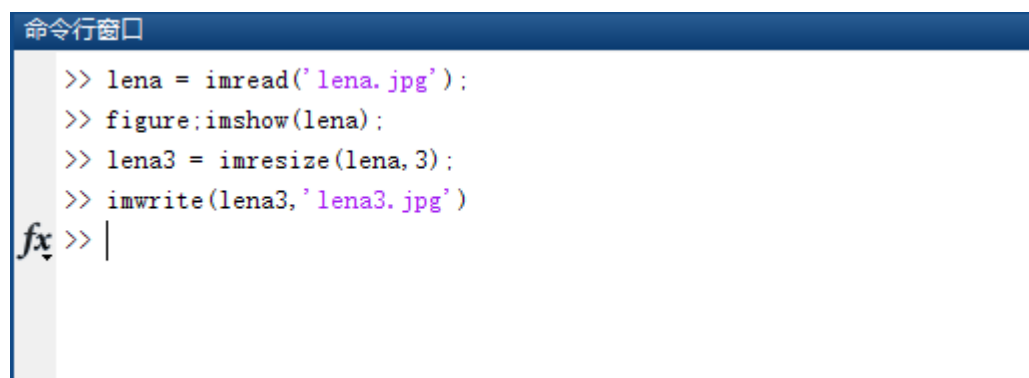 命令行窗口
>> lena = imread('lena.jpg');
>> figure;imshow(lena);
>> lena3 = imresize(lena,3);
>> imwrite(lena3,'lena3.jpg')
fx >>